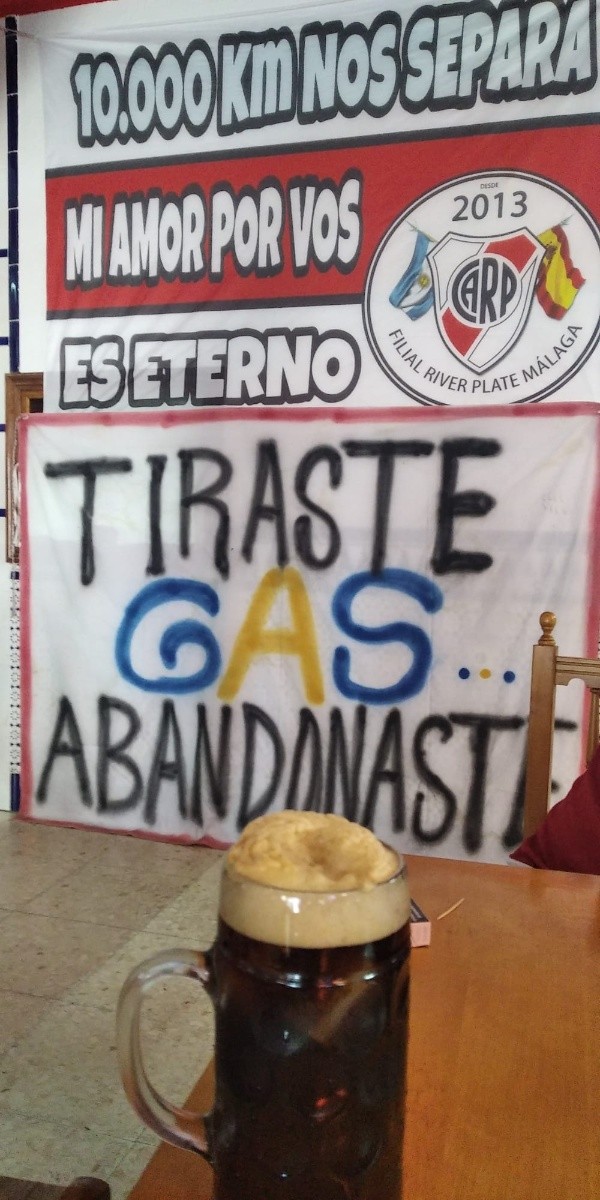 10.000 Km NOS SEPARA
MI AMOR POR VOS
ES ETERNO
DESDE
2013
CARP
FILIAL RIVER PLATE MÁLAGA
TIRASTE
GAS...
ABANDONASTE